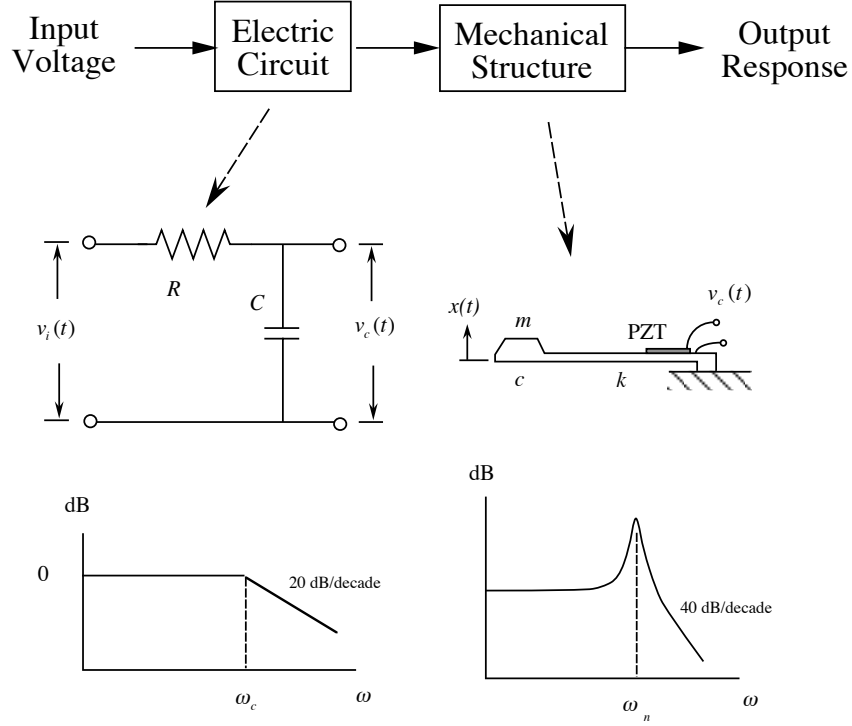 Input
Voltage
Electric
Circuit
Mechanical
Structure
Output
Response
R
C
v_i(t)
v_c(t)
x(t)
m
PZT
v_c(t)
c
k
dB
0
20 dB/decade
ω_c
ω
dB
40 dB/decade
ω_n
ω